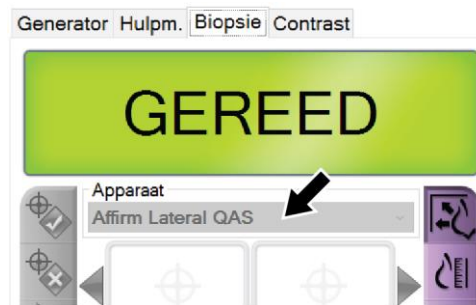 Generator Hulpm. Biopsie Contrast
GEREED
Apparaat
Affirm Lateral QAS